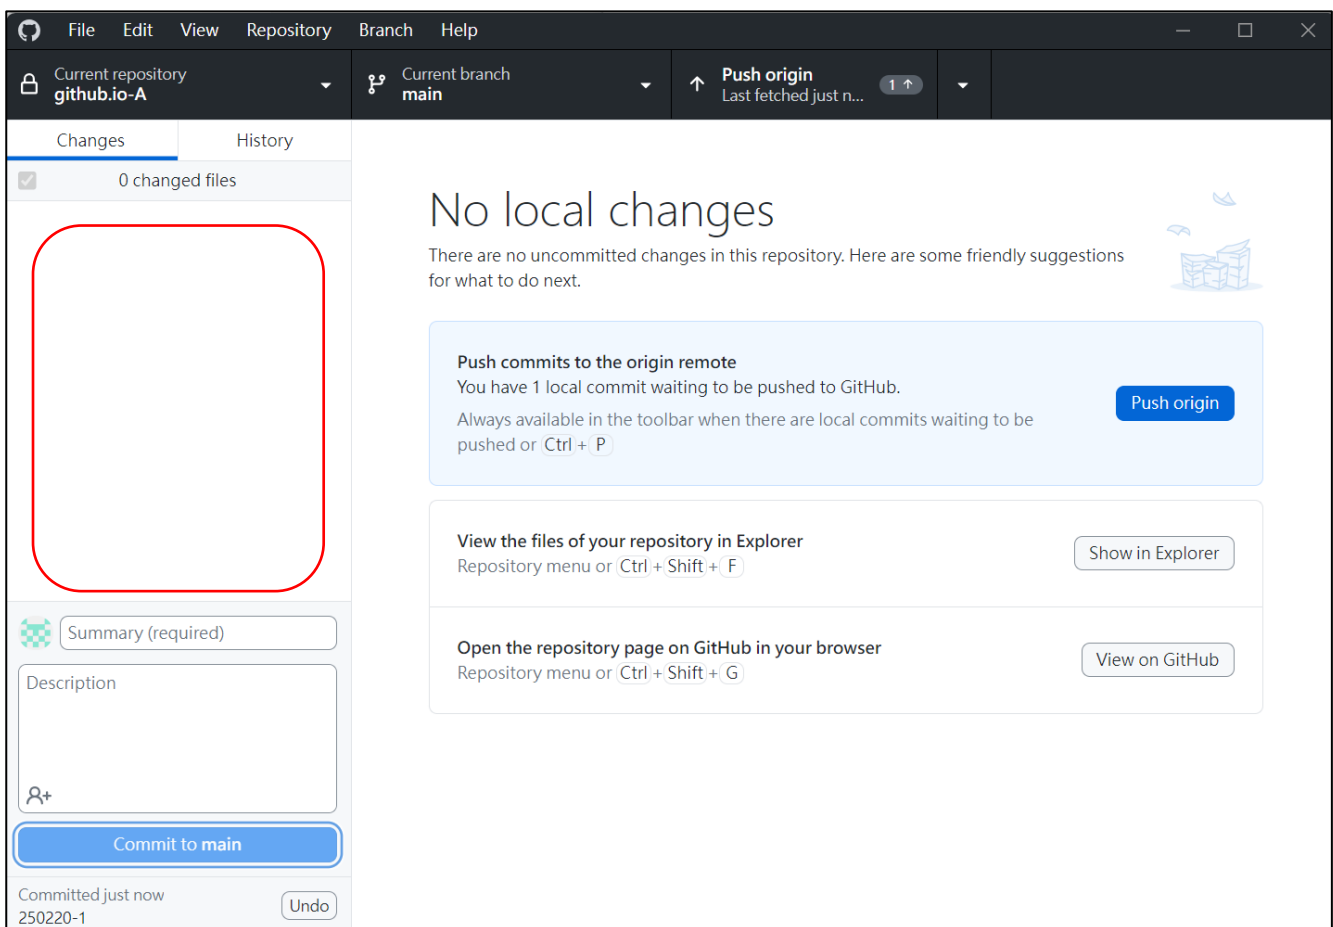 File Edit View Repository Branch Help
Current repository
github.io-A
Current branch
main
Push origin
Last fetched just n...
1
Changes
History
0 changed files
No local changes
There are no uncommitted changes in this repository. Here are some friendly suggestions
for what to do next.
Push commits to the origin remote
You have 1 local commit waiting to be pushed to GitHub.
Always available in the toolbar when there are local commits waiting to be
pushed or Ctrl + P
Push origin
View the files of your repository in Explorer
Repository menu or Ctrl + Shift + F
Show in Explorer
Open the repository page on GitHub in your browser
Repository menu or Ctrl + Shift + G
View on GitHub
Summary (required)
Description
Commit to main
Committed just now
250220-1
Undo